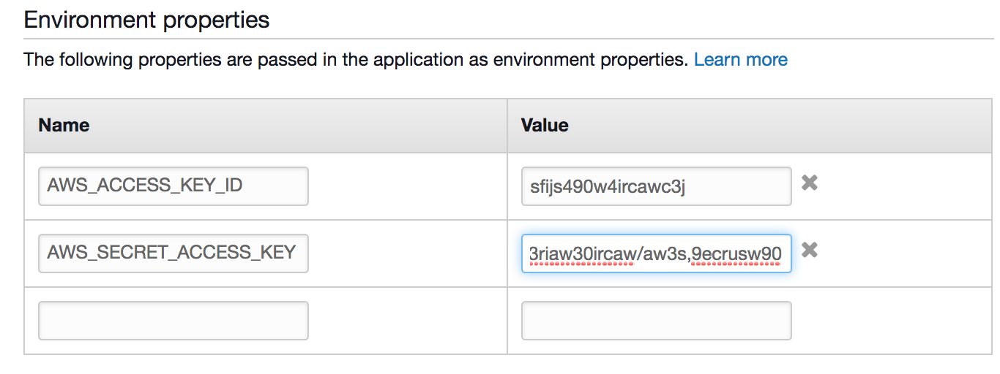 Environment properties
The following properties are passed in the application as environment properties. Learn more
Name Value
AWS_ACCESS_KEY_ID sfijs490w4ircawc3j
AWS_SECRET_ACCESS_KEY 3riaw30ircaw/aw3s,9ecrusw90